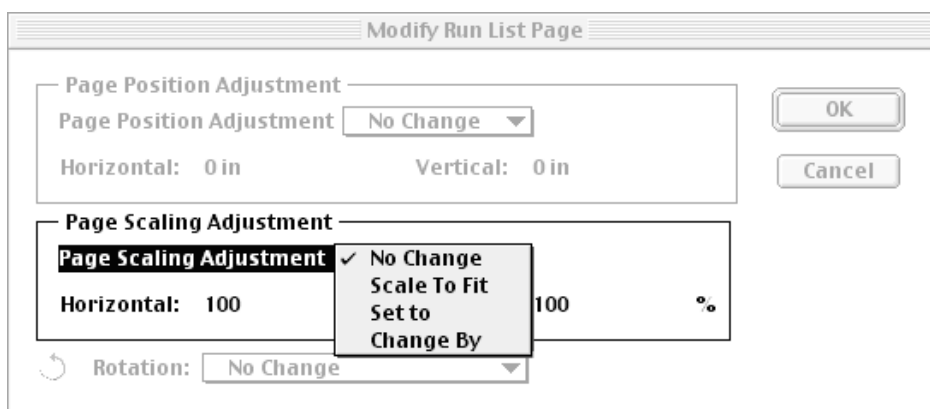 Modify Run List Page
Page Position Adjustment
Page Position Adjustment No Change
OK
Horizontal: 0 in Vertical: 0 in
Cancel
Page Scaling Adjustment
Page Scaling Adjustment ✓ No Change
Scale To Fit
Horizontal: 100 100 %
Set to
Change By
Rotation: No Change